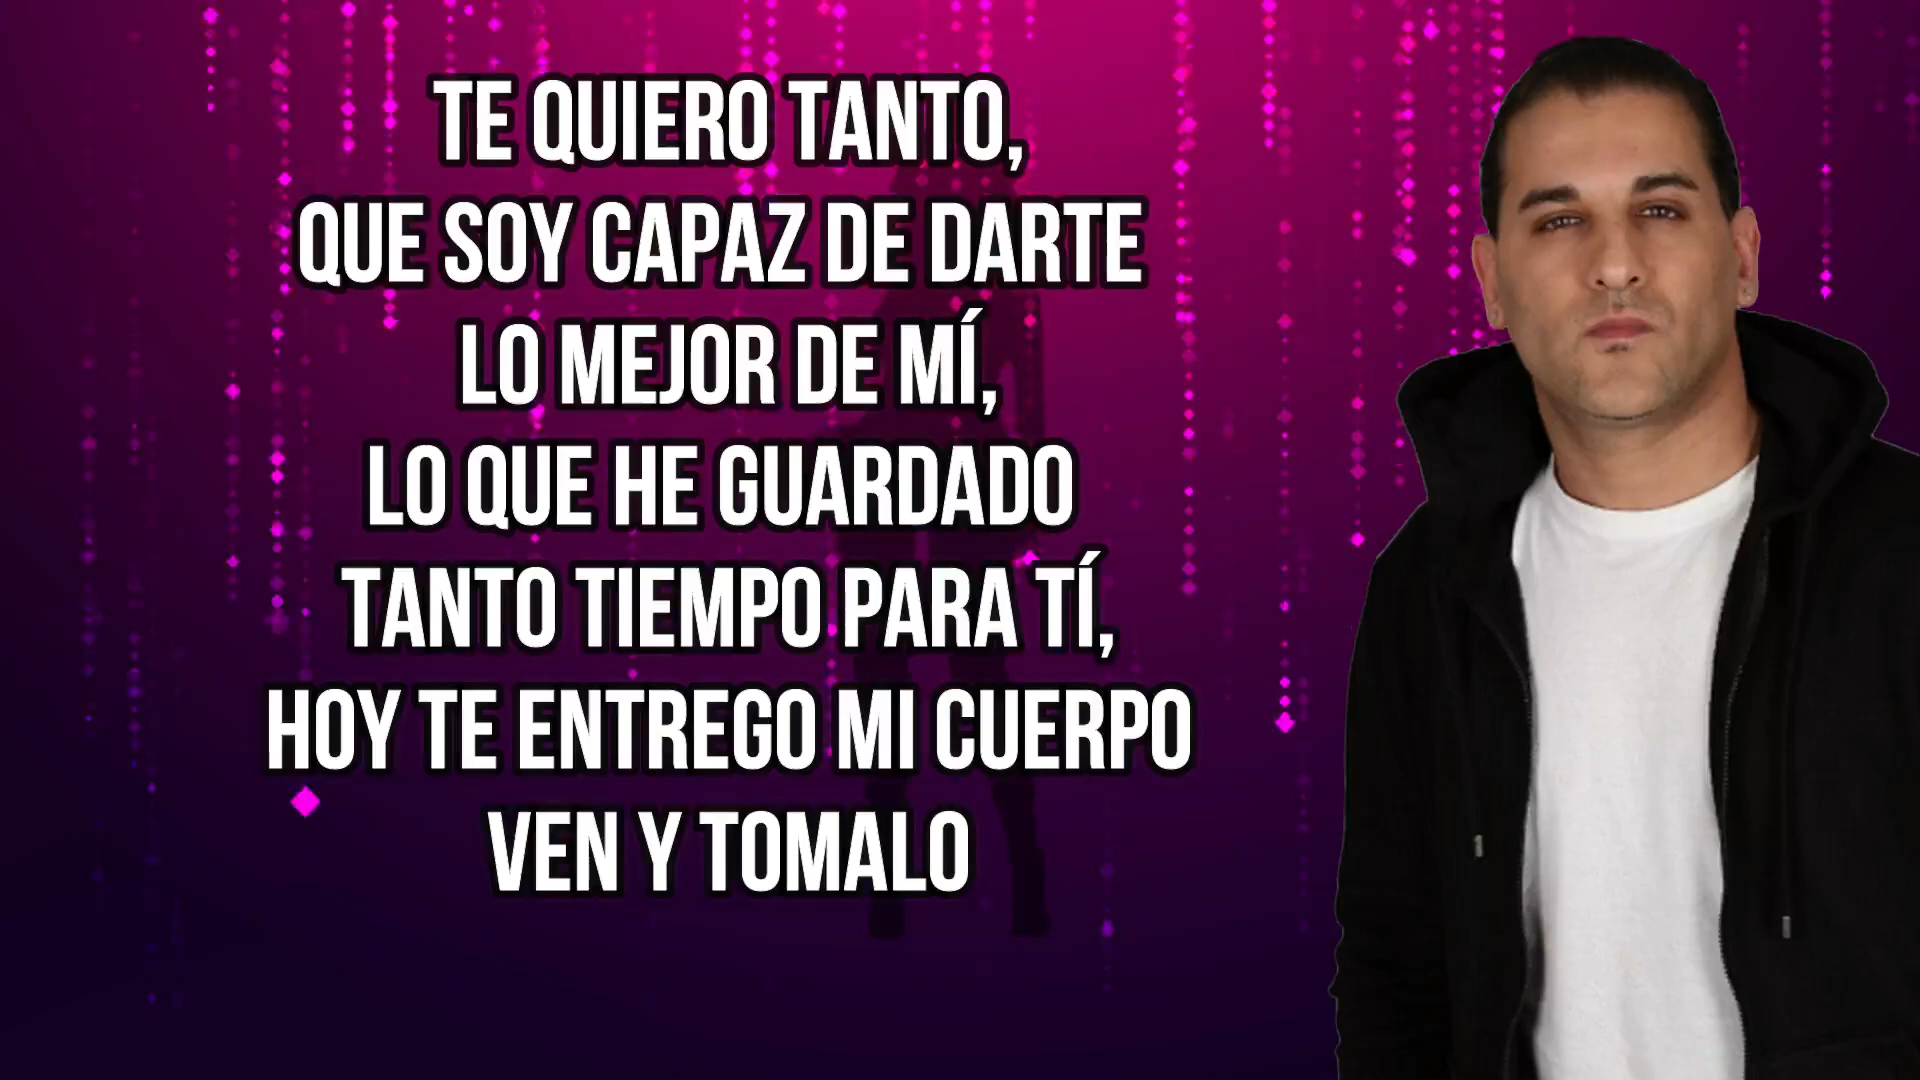 TE QUIERO TANTO,
QUE SOY CAPAZ DE DARTE
LO MEJOR DE MÍ,
LO QUE HE GUARDADO
TANTO TIEMPO PARA TÍ,
HOY TE ENTREGO MI CUERPO
VEN Y TOMALO